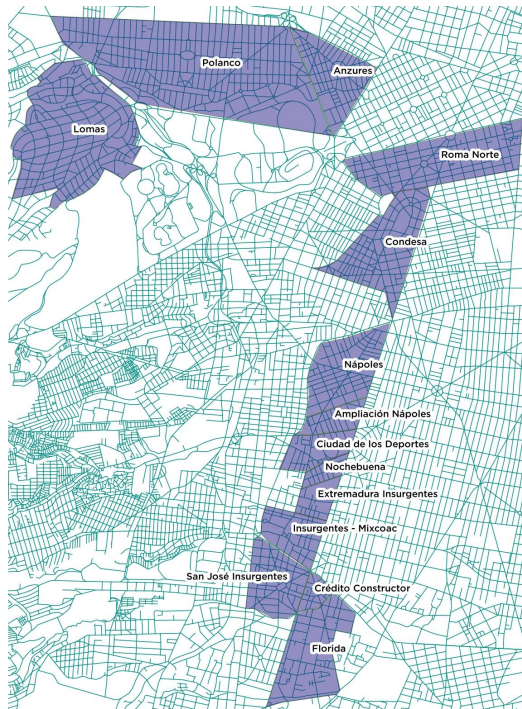 Polanco
Anzures
Lomas
Roma Norte
Condesa
Nápoles
Ampliación Nápoles
Ciudad de los Deportes
Nochebuena
Extremadura Insurgentes
Insurgentes - Mixcoac
San José Insurgentes
Crédito Constructor
Florida